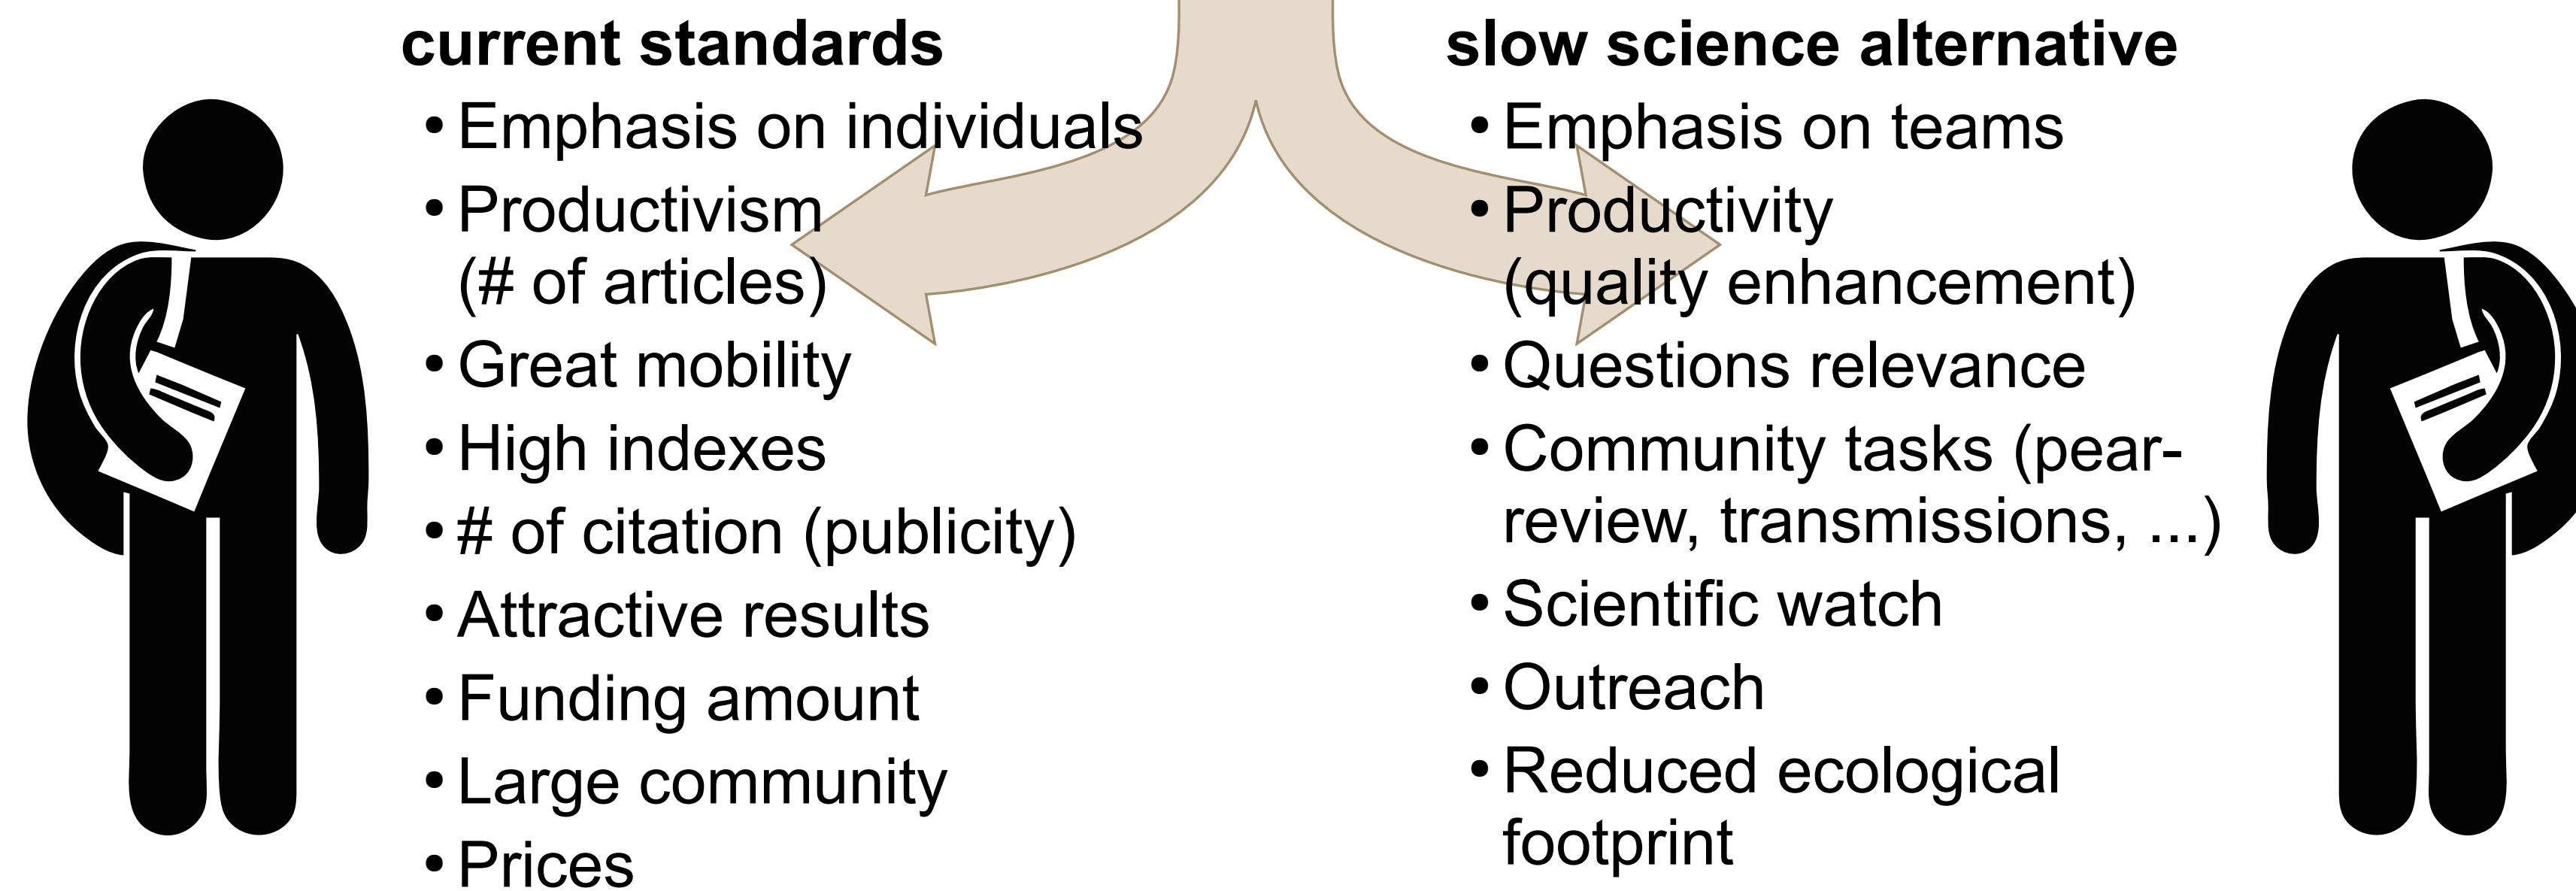 current standards
• Emphasis on individuals
• Productivism
(# of articles)
• Great mobility
• High indexes
• # of citation (publicity)
• Attractive results
• Funding amount
• Large community
• Prices
slow science alternative
• Emphasis on teams
• Productivity
(quality enhancement)
• Questions relevance
• Community tasks (pear-
review, transmissions, ...)
• Scientific watch
• Outreach
• Reduced ecological
footprint